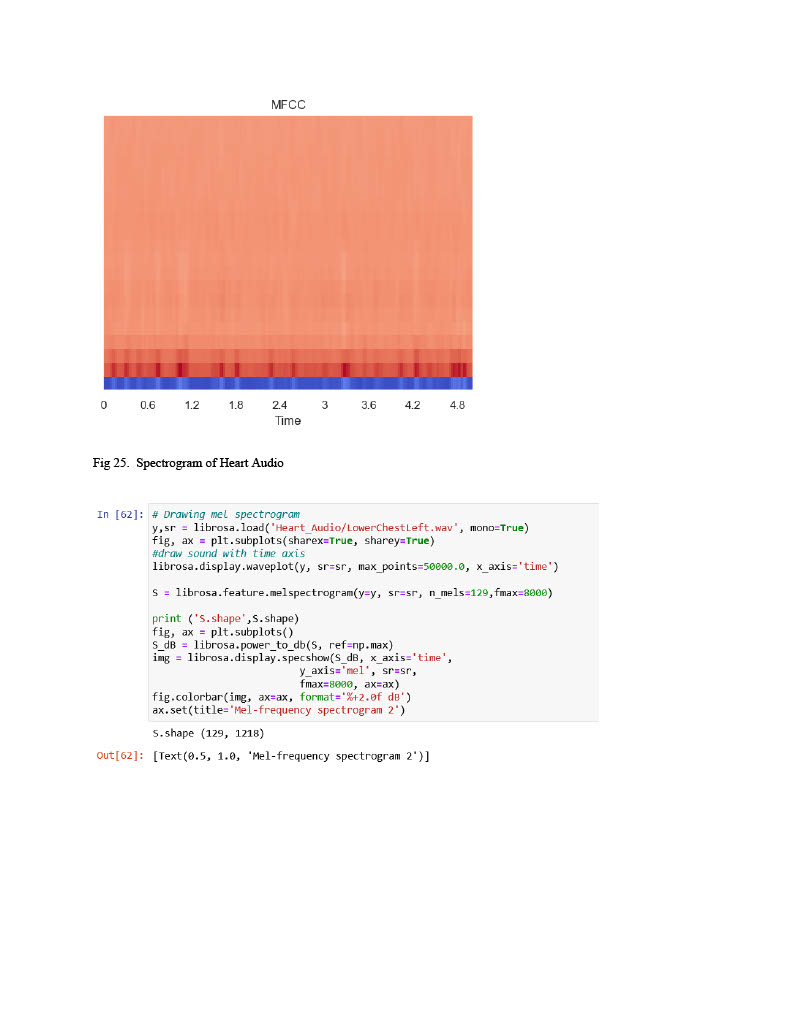 MFCC
0 0.6 1.2 1.8 2.4 3 3.6 4.2 4.8
Time
Fig 25. Spectrogram of Heart Audio
In [62]: # Drawing mel spectrogram
y,sr = librosa.load('Heart_Audio/LowerChestLeft.wav', mono=True)
fig, ax = plt.subplots(sharex=True, sharey=True)
#draw sound with time axis
librosa.display.waveplot(y, sr=sr, max_points=50000.0, x_axis='time')
S = librosa.feature.melspectrogram(y=y, sr=sr, n_mels=129,fmax=8000)
print ('S.shape',S.shape)
fig, ax = plt.subplots()
S_dB = librosa.power_to_db(S, ref=np.max)
img = librosa.display.specshow(S_dB, x_axis='time',
y_axis='mel', sr=sr,
fmax=8000, ax=ax)
fig.colorbar(img, ax=ax, format='%+2.0f dB')
ax.set(title='Mel-frequency spectrogram 2')
S.shape (129, 1218)
Out[62]: [Text(0.5, 1.0, 'Mel-frequency spectrogram 2')]